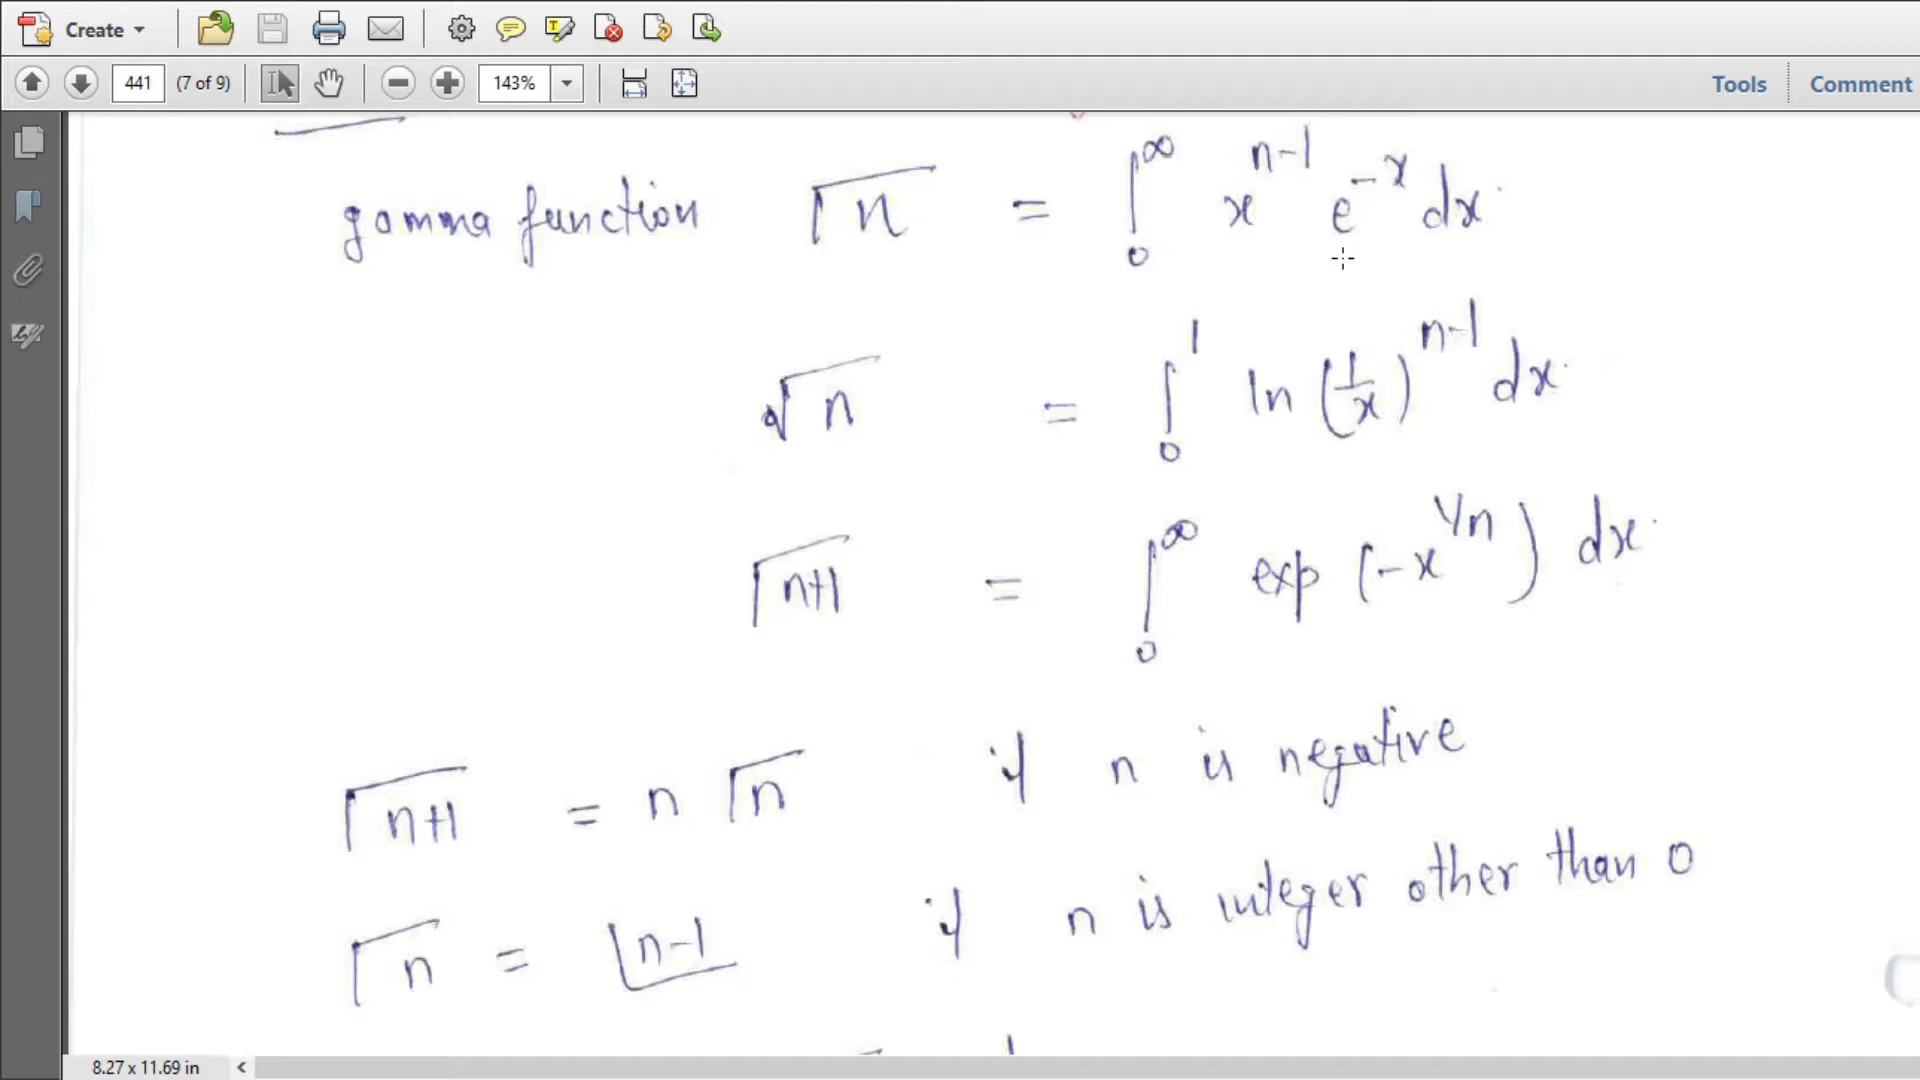 Create
441 (7 of 9) 143% Tools Comment
gamma function Γn = ∫₀^∞ x^(n-1) e^(-x) dx
√n = ∫₀^1 ln (1/x)^(n-1) dx
Γn+1 = ∫₀^∞ exp (-x^(1/n)) dx
Γn+1 = n Γn if n is negative
Γn = ⌊n-1 if n is integer other than 0
8.27 x 11.69 in